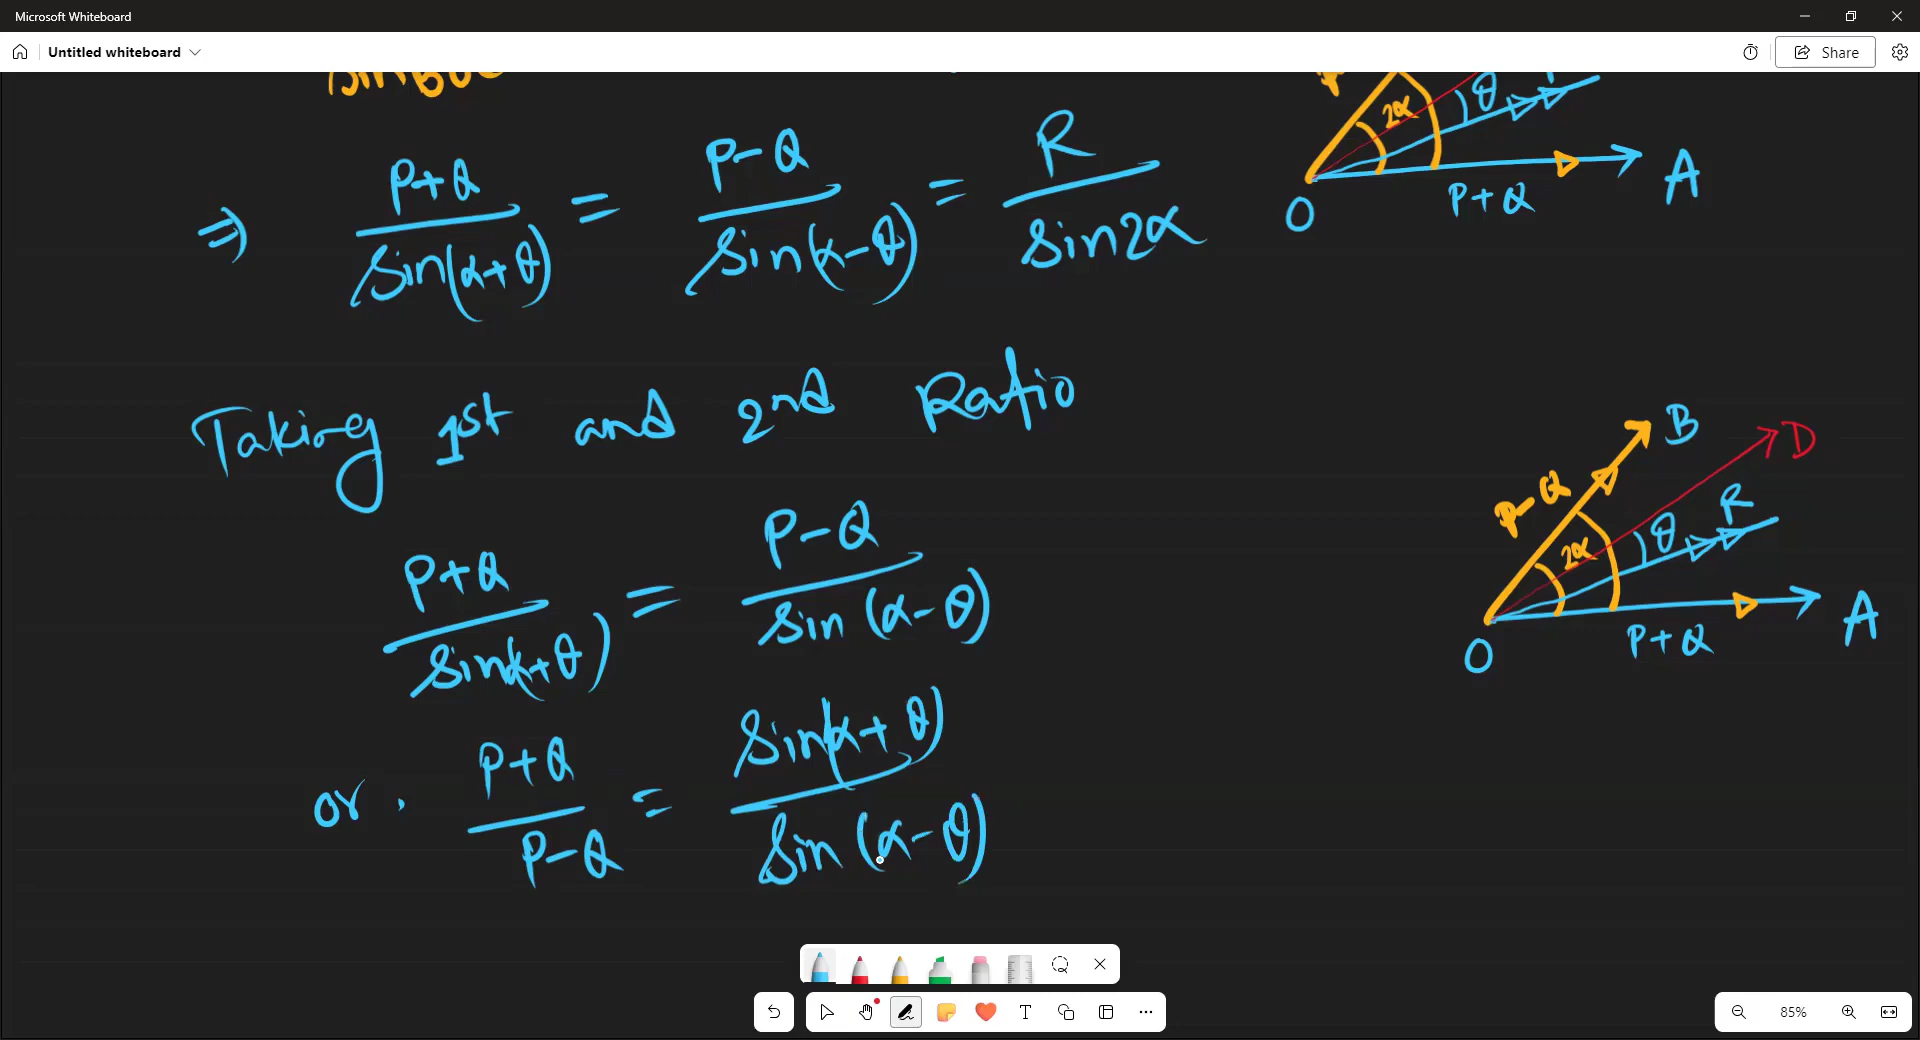 Microsoft Whiteboard
Untitled whiteboard
Share
⇒ P+Q/sin(α+θ) = P-Q/sin(α-θ) = R/sin2α
2α θ
O P+Q A
Taking 1st and 2nd Ratio
P+Q/sin(α+θ) = P-Q/sin(α-θ)
B D
P-Q 2α θ R
O P+Q A
or, P+Q/P-Q = sin(α+θ)/sin(α-θ)
85%